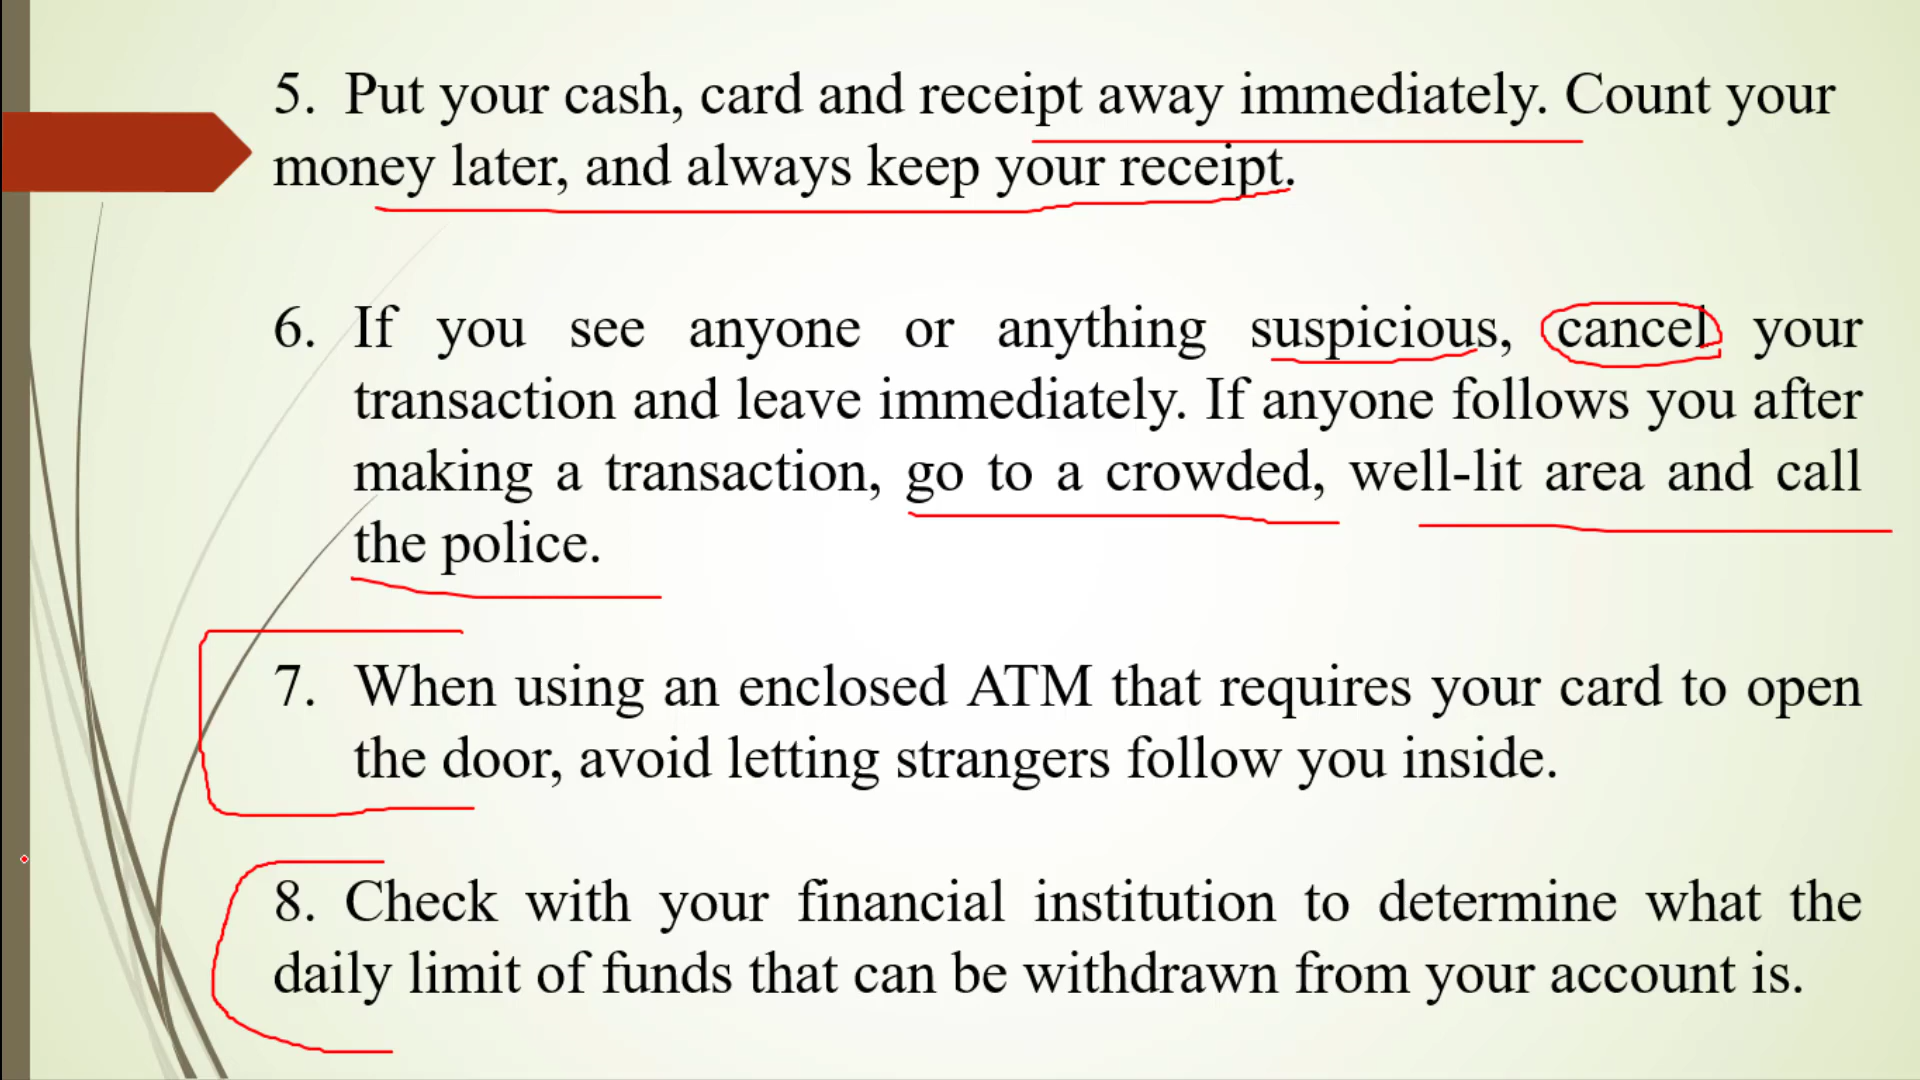 5. Put your cash, card and receipt away immediately. Count your
money later, and always keep your receipt.
6. If you see anyone or anything suspicious, cancel your
transaction and leave immediately. If anyone follows you after
making a transaction, go to a crowded, well-lit area and call
the police.
7. When using an enclosed ATM that requires your card to open
the door, avoid letting strangers follow you inside.
8. Check with your financial institution to determine what the
daily limit of funds that can be withdrawn from your account is.